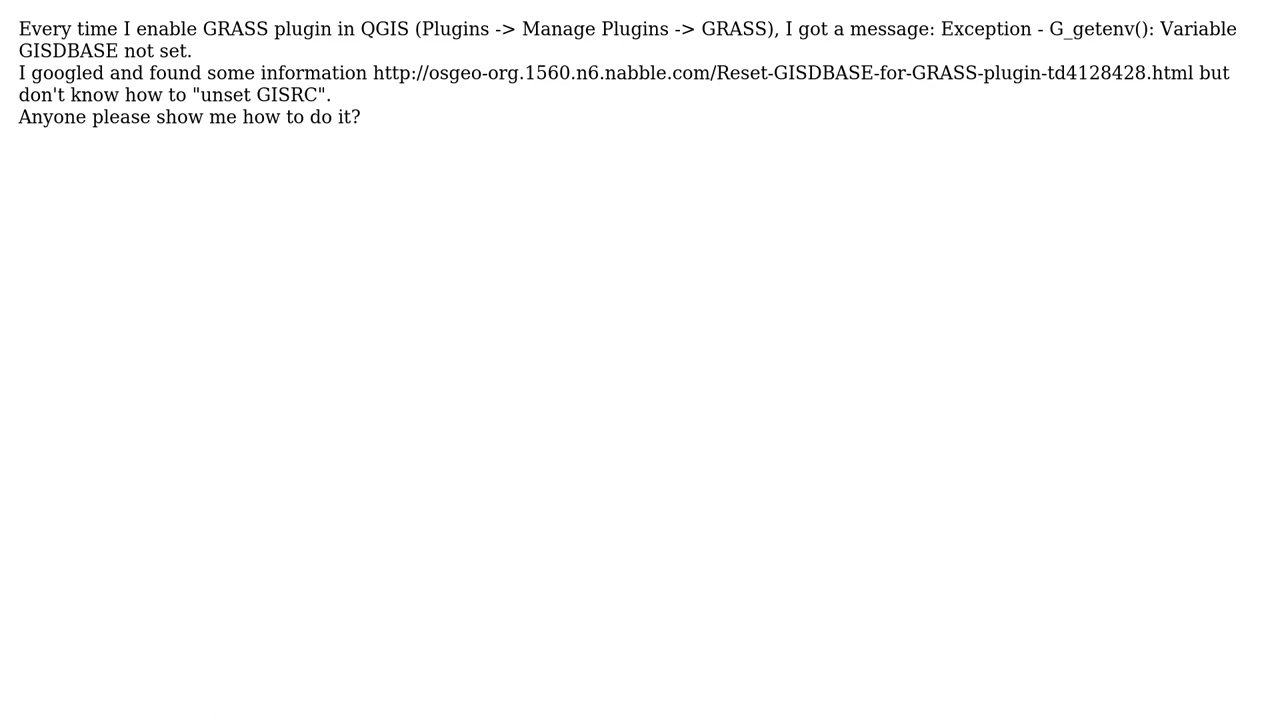 Every time I enable GRASS plugin in QGIS (Plugins -> Manage Plugins -> GRASS), I got a message: Exception - G_getenv(): Variable
GISDBASE not set.
I googled and found some information http://osgeo-org.1560.n6.nabble.com/Reset-GISDBASE-for-GRASS-plugin-td4128428.html but
don't know how to "unset GISRC".
Anyone please show me how to do it?